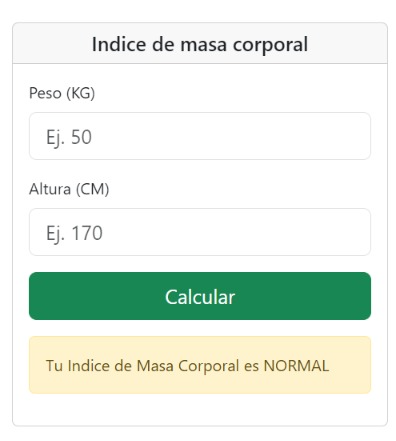 Indice de masa corporal
Peso (KG)
Ej. 50
Altura (CM)
Ej. 170
Calcular
Tu Indice de Masa Corporal es NORMAL